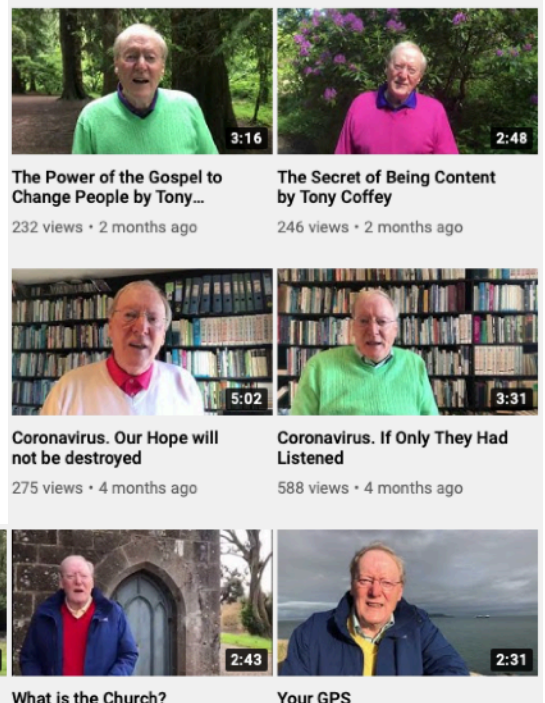 3:16
2:48
The Power of the Gospel to
Change People by Tony...
232 views • 2 months ago
The Secret of Being Content
by Tony Coffey
246 views • 2 months ago
5:02
3:31
Coronavirus. Our Hope will
not be destroyed
275 views • 4 months ago
Coronavirus. If Only They Had
Listened
588 views • 4 months ago
2:43
2:31
What is the Church?
Your GPS